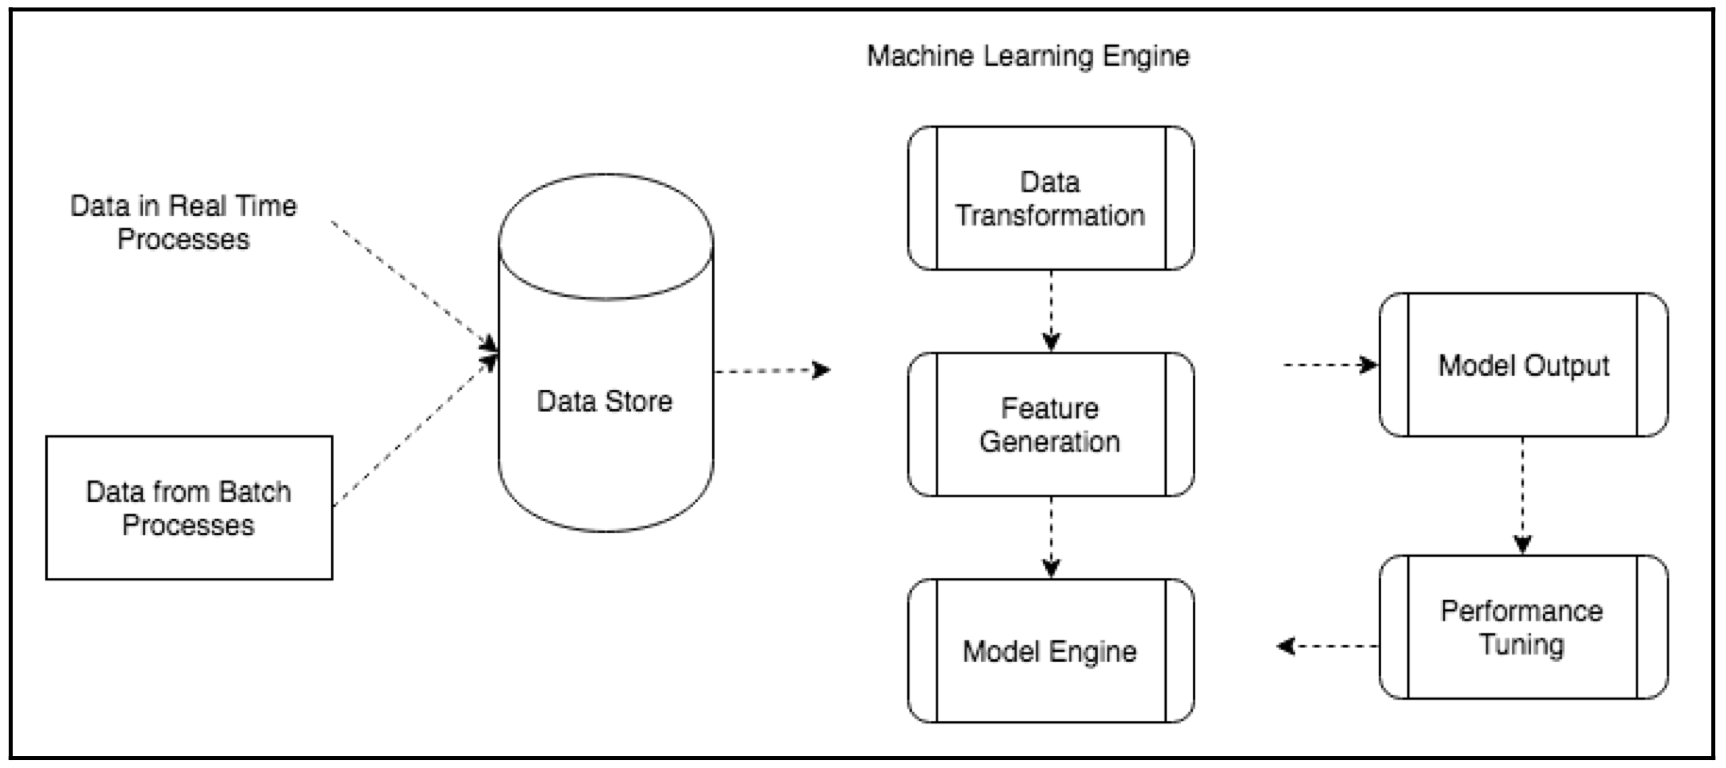 Machine Learning Engine
Data in Real Time
Processes
Data from Batch
Processes
Data Store
Data
Transformation
Feature
Generation
Model Engine
Model Output
Performance
Tuning